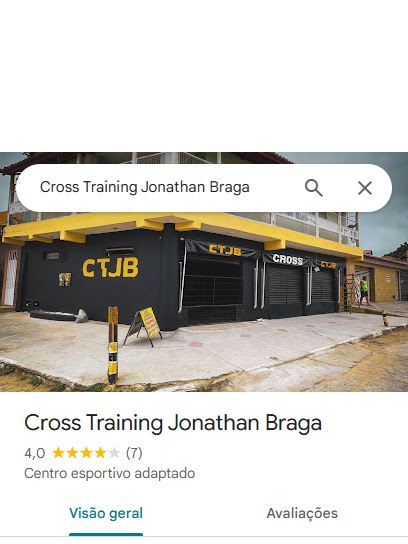 Cross Training Jonathan Braga
CTJB
CTJB
CROSS
CTJB
Cross Training Jonathan Braga
4,0 (7)
Centro esportivo adaptado
Visão geral
Avaliações